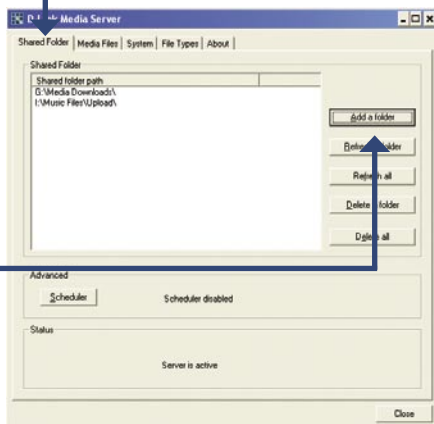 D-Link Media Server
Shared Folder Media Files System File Types About
Shared Folder
Shared folder path
G:\Media Downloads\
I:\Music Files\Upload\
Add a folder
Refresh a folder
Refresh all
Delete a folder
Delete all
Advanced
Scheduler
Scheduler disabled
Status
Server is active
Close